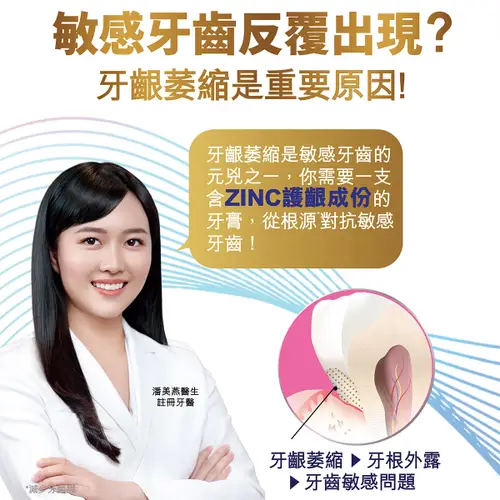 敏感牙齒反覆出現?
牙齦萎縮是重要原因!
牙齦萎縮是敏感牙齒的
元兇之一，你需要一支
含ZINC護齦成份的
牙膏，從根源*對抗敏感
牙齒！
潘美燕醫生
註冊牙醫
牙齦萎縮▶牙根外露
▶牙齒敏感問題